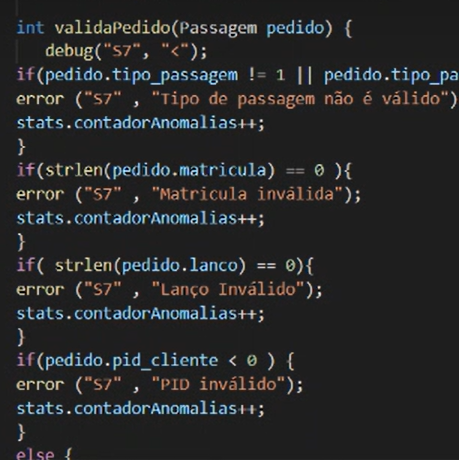 int validaPedido(Passagem pedido) {
debug("S7", "<");
if(pedido.tipo_passagem != 1 || pedido.tipo_pa
error ("S7" , "Tipo de passagem não é válido")
stats.contadorAnomalias++;
}
if(strlen(pedido.matricula) == 0 ){
error ("S7" , "Matricula inválida");
stats.contadorAnomalias++;
}
if( strlen(pedido.lanco) == 0){
error ("S7" , "Lanço Inválido");
stats.contadorAnomalias++;
}
if(pedido.pid_cliente < 0 ) {
error ("S7" , "PID inválido");
stats.contadorAnomalias++;
}
else {